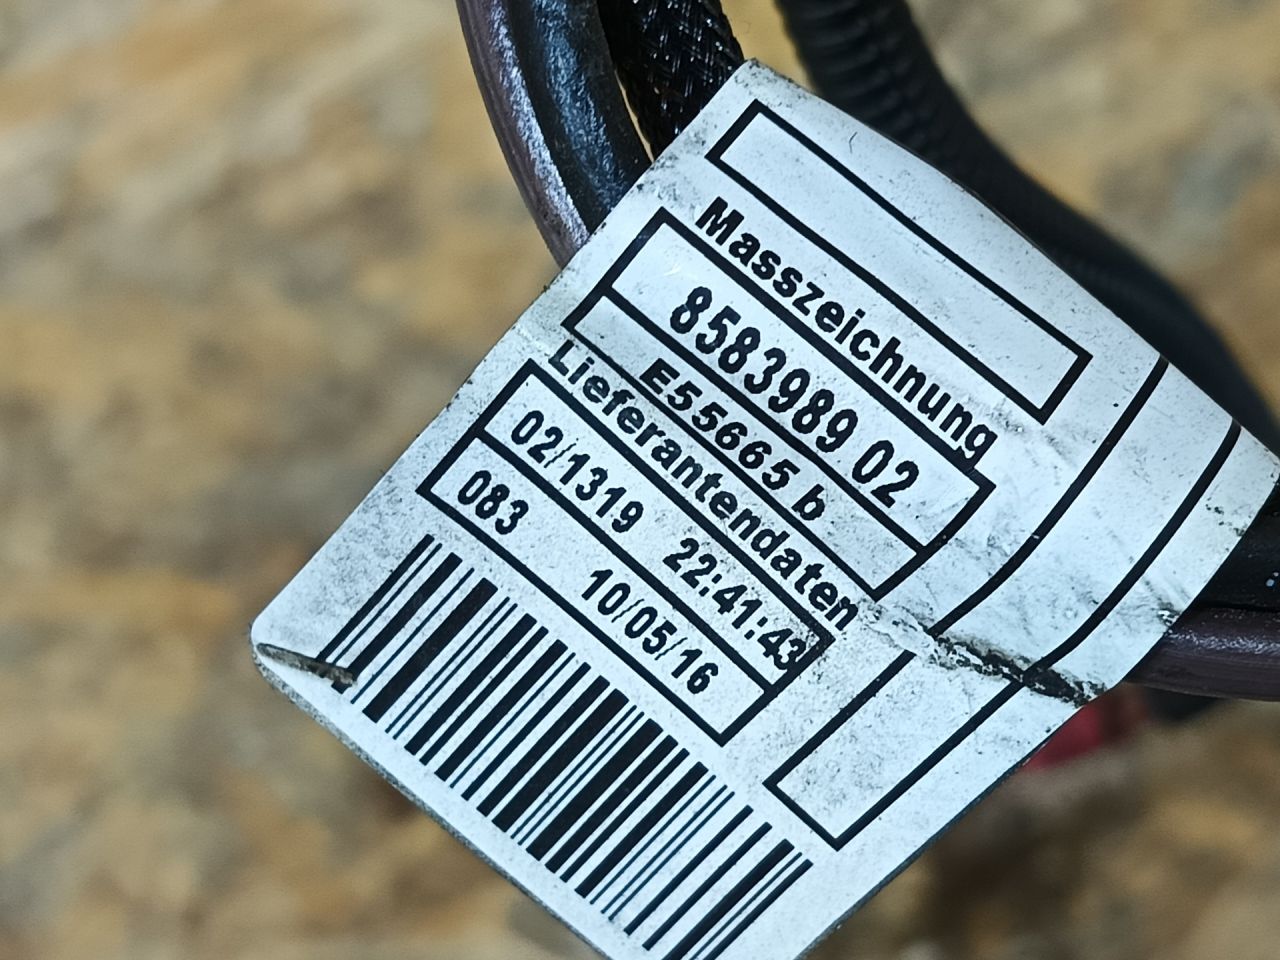 Masszeichnung
8583989 02
E55665 b
Lieferantendaten
02/1319 22:41:43
083 10/05/16